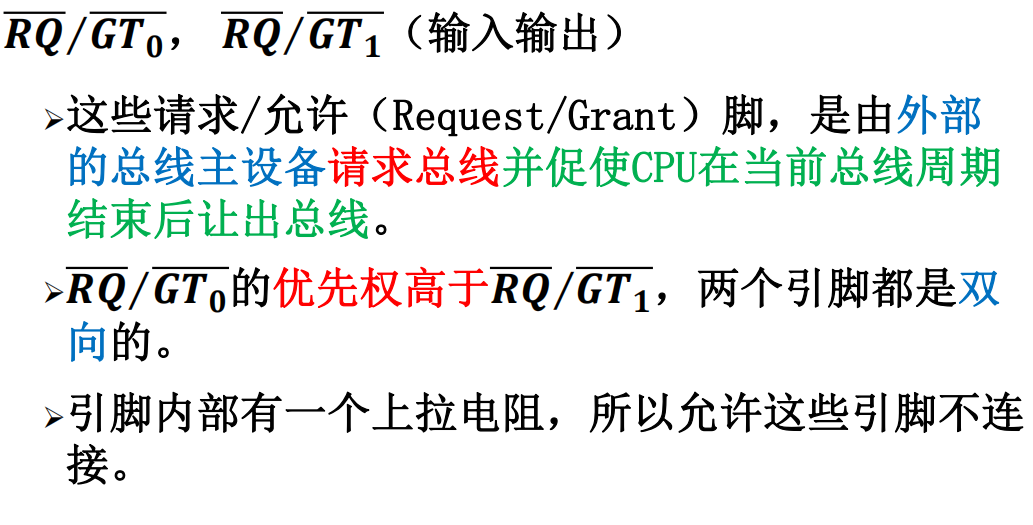 $\overline{RQ}/\overline{GT_0}$， $\overline{RQ}/\overline{GT_1}$（输入输出）
➢这些请求/允许（Request/Grant）脚，是由外部
的总线主设备请求总线并促使CPU在当前总线周期
结束后让出总线。
➢$\overline{RQ}/\overline{GT_0}$的优先权高于$\overline{RQ}/\overline{GT_1}$，两个引脚都是双
向的。
➢引脚内部有一个上拉电阻，所以允许这些引脚不连
接。